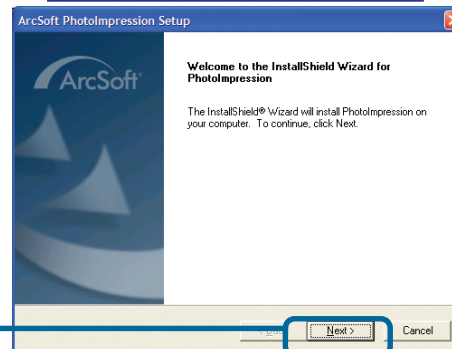 ArcSoft PhotoImpression Setup
ArcSoft
Welcome to the InstallShield Wizard for
PhotoImpression
The InstallShield® Wizard will install PhotoImpression on
your computer. To continue, click Next.
Next >
Cancel